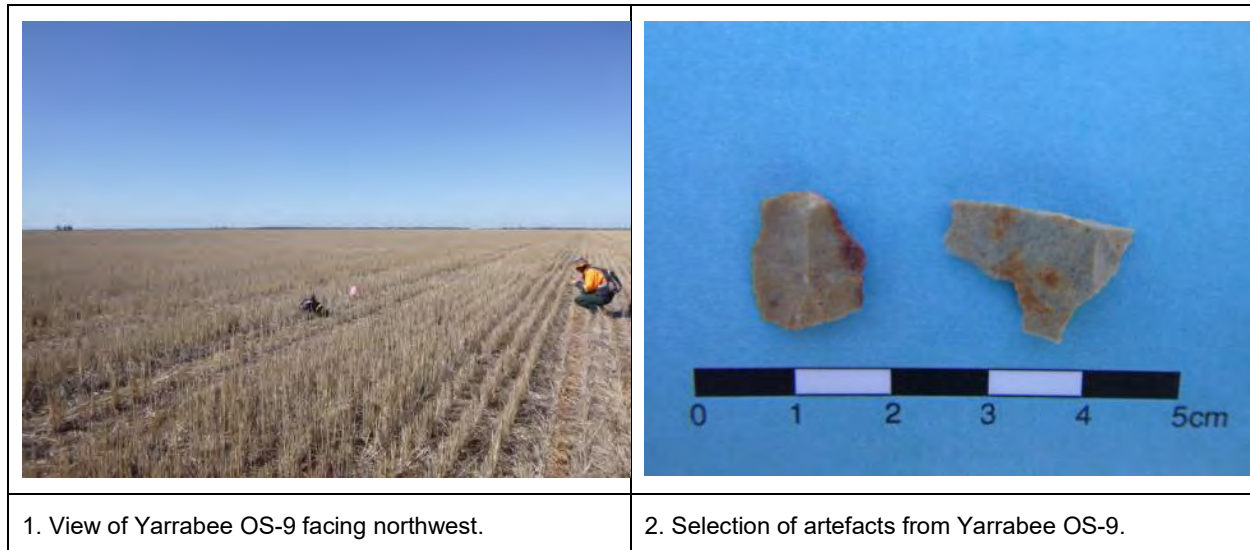 0 1 2 3 4 5cm
1. View of Yarrabee OS-9 facing northwest.
2. Selection of artefacts from Yarrabee OS-9.